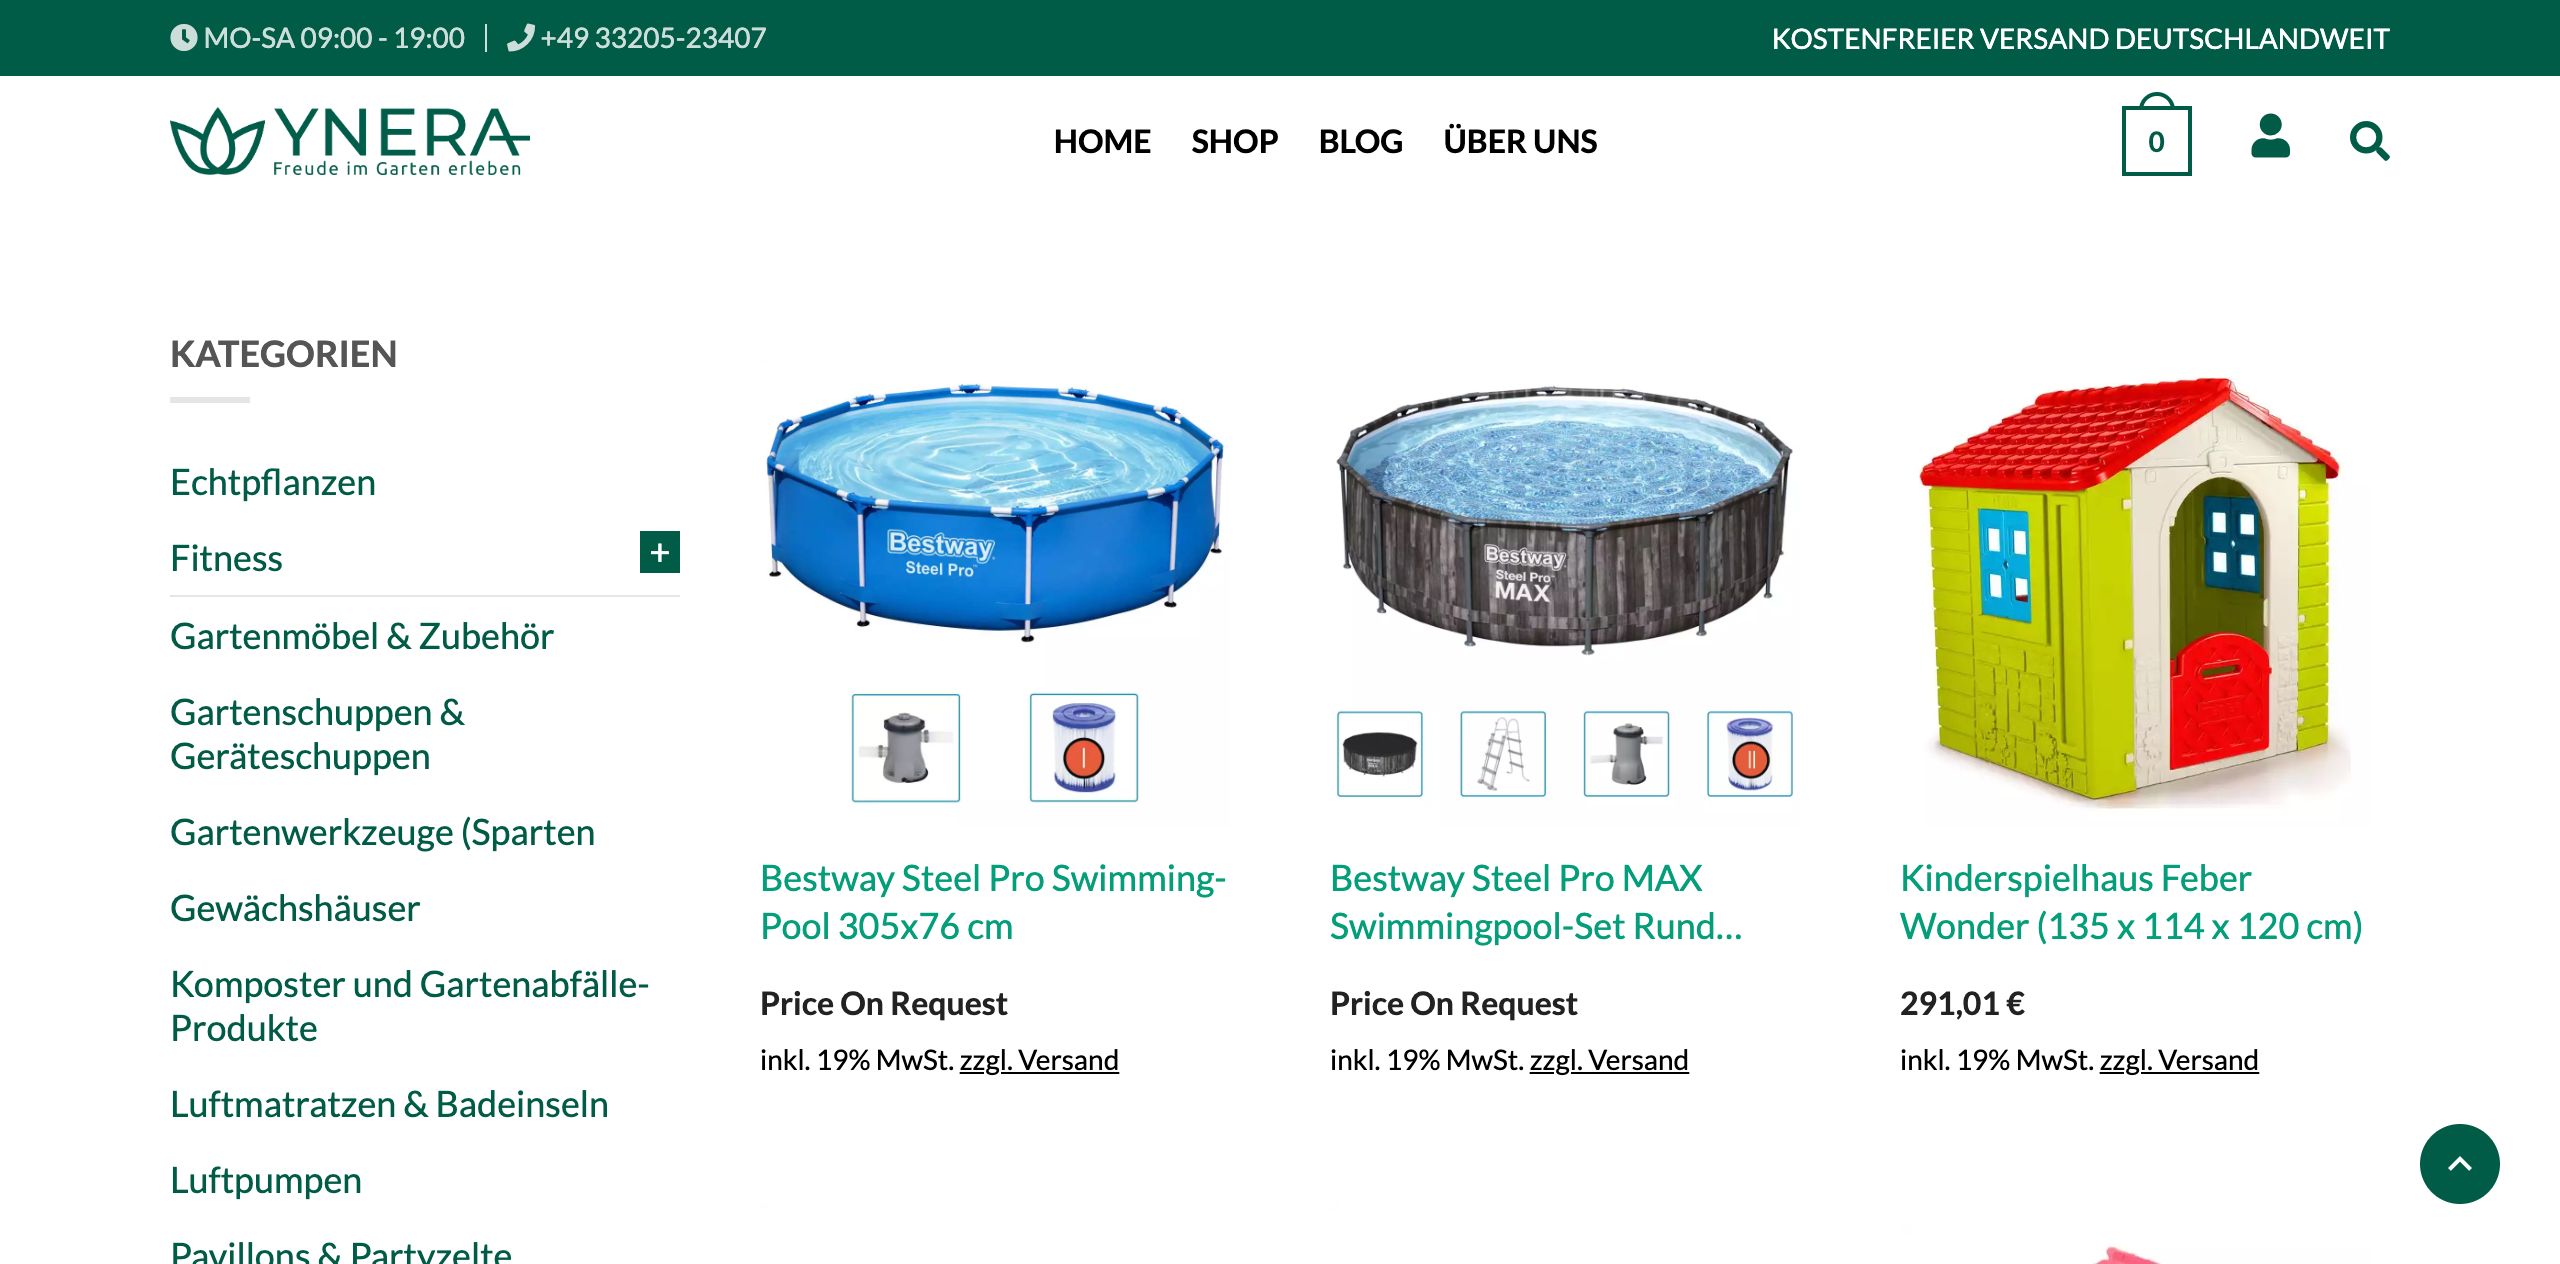 MO-SA 09:00 - 19:00
+49 33205-23407
KOSTENFREIER VERSAND DEUTSCHLANDWEIT
YNERA
Freude im Garten erleben
HOME
SHOP
BLOG
ÜBER UNS
0
KATEGORIEN
Echtpflanzen
Fitness
Gartenmöbel & Zubehör
Gartenschuppen &
Geräteschuppen
Gartenwerkzeuge (Sparten
Gewächshäuser
Komposter und Gartenabfälle-
Produkte
Luftmatratzen & Badeinseln
Luftpumpen
Pavillons & Partyzelte
Bestway
Steel Pro
I
Bestway Steel Pro Swimming-
Pool 305x76 cm
Price On Request
inkl. 19% MwSt. zzgl. Versand
Bestway
Steel Pro
MAX
II
Bestway Steel Pro MAX
Swimmingpool-Set Rund...
Price On Request
inkl. 19% MwSt. zzgl. Versand
Kinderspielhaus Feber
Wonder (135 x 114 x 120 cm)
291,01 €
inkl. 19% MwSt. zzgl. Versand